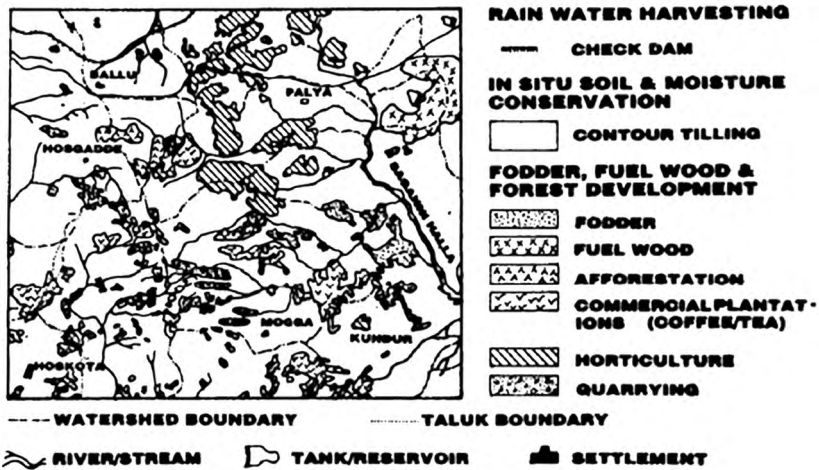 BALLU
PALYA
HOSGADDE
MOGGA
KUNDUR
HOSKOTA
HALLA
RAIN WATER HARVESTING
CHECK DAM
IN SITU SOIL & MOISTURE
CONSERVATION
CONTOUR TILLING
FODDER, FUEL WOOD &
FOREST DEVELOPMENT
FODDER
FUEL WOOD
AFFORESTATION
COMMERCIAL PLANTAT-
IONS (COFFEE/TEA)
HORTICULTURE
QUARRYING
WATERSHED BOUNDARY
TALUK BOUNDARY
RIVER/STREAM
TANK/RESERVOIR
SETTLEMENT